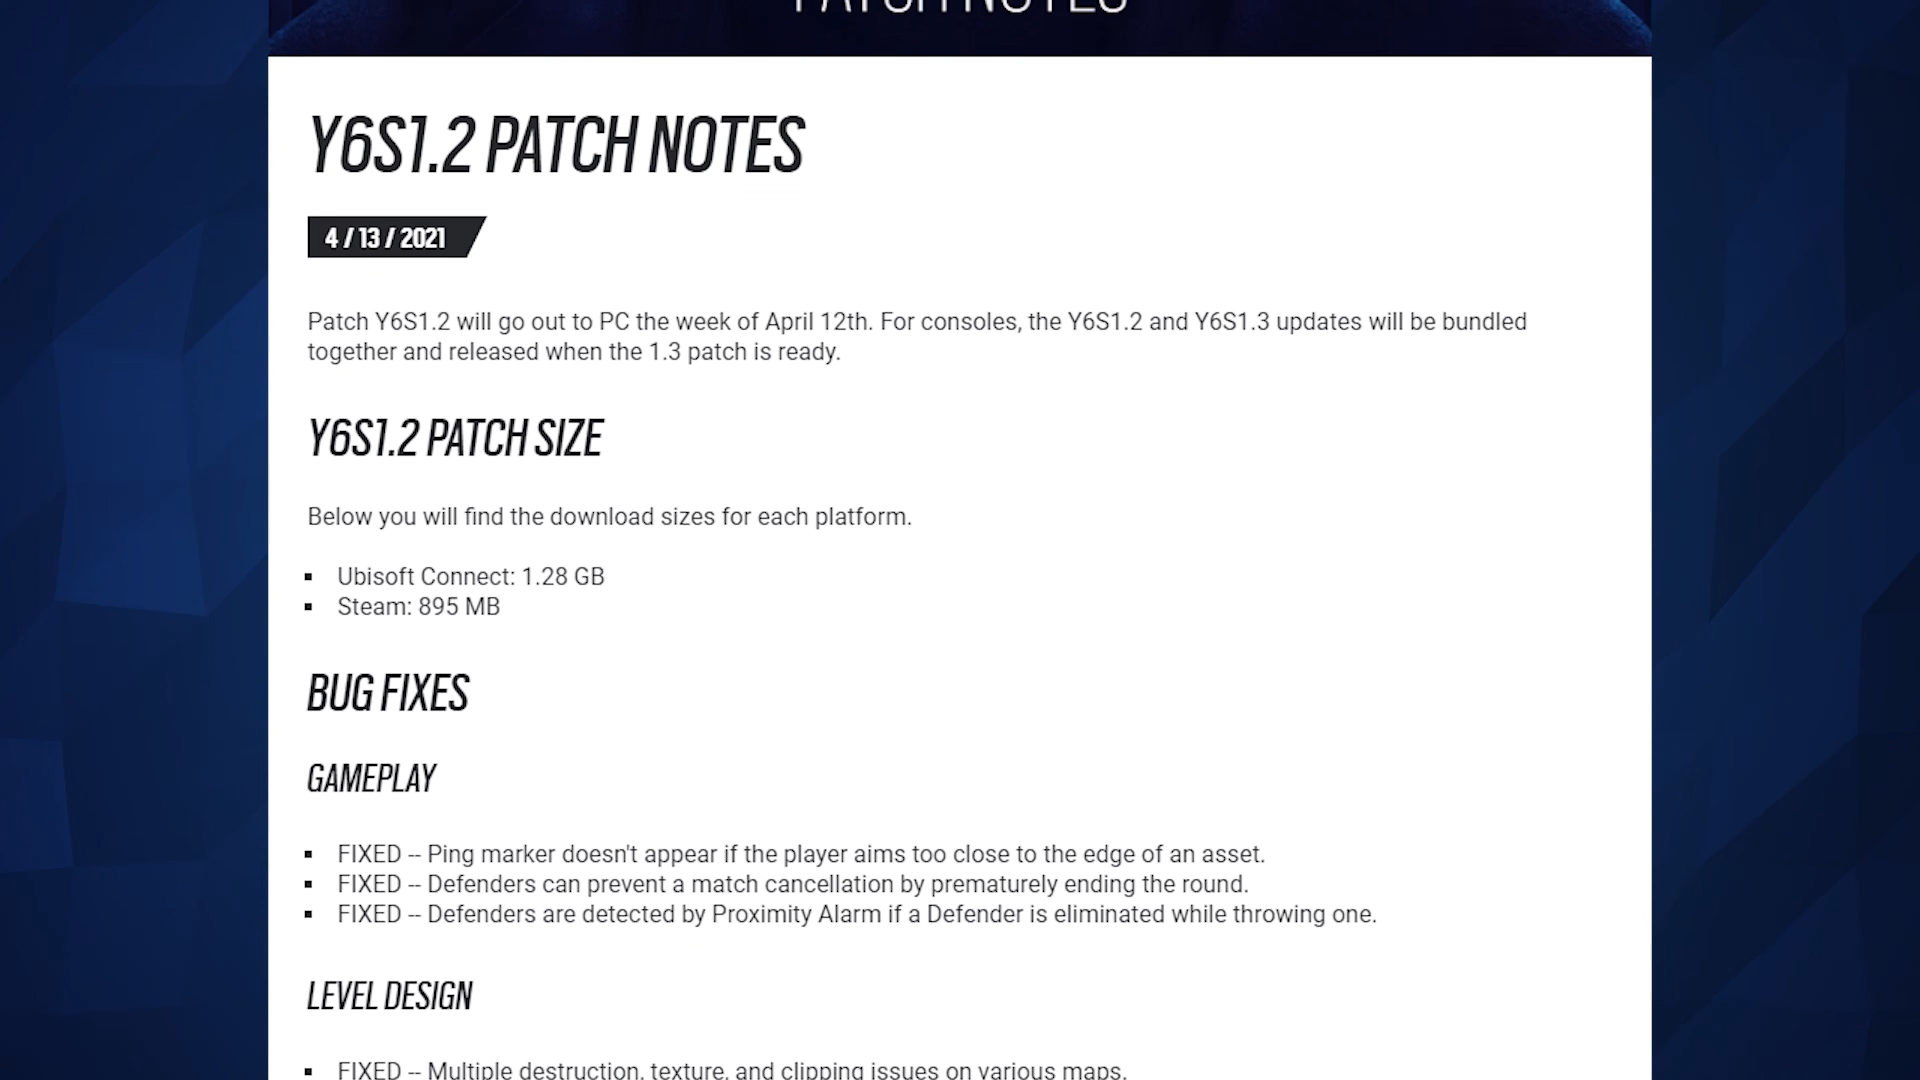 PATCH NOTES
Y6S1.2 PATCH NOTES
4 / 13 / 2021
Patch Y6S1.2 will go out to PC the week of April 12th. For consoles, the Y6S1.2 and Y6S1.3 updates will be bundled
together and released when the 1.3 patch is ready.
Y6S1.2 PATCH SIZE
Below you will find the download sizes for each platform.
▪ Ubisoft Connect: 1.28 GB
▪ Steam: 895 MB
BUG FIXES
GAMEPLAY
▪ FIXED -- Ping marker doesn't appear if the player aims too close to the edge of an asset.
▪ FIXED -- Defenders can prevent a match cancellation by prematurely ending the round.
▪ FIXED -- Defenders are detected by Proximity Alarm if a Defender is eliminated while throwing one.
LEVEL DESIGN
▪ FIXED -- Multiple destruction, texture, and clipping issues on various maps.